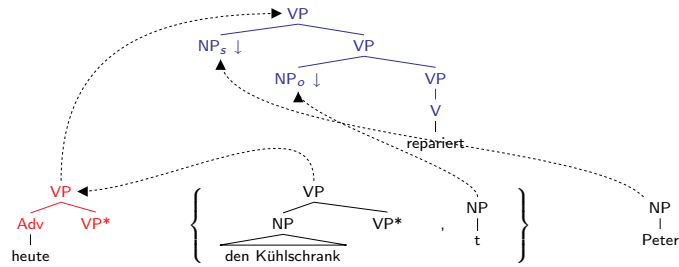 VP
NPs ↓ VP
NPo ↓ VP
V
repariert
VP VP
NP NP
Adv VP* NP VP* , t Peter
heute den Kühlschrank